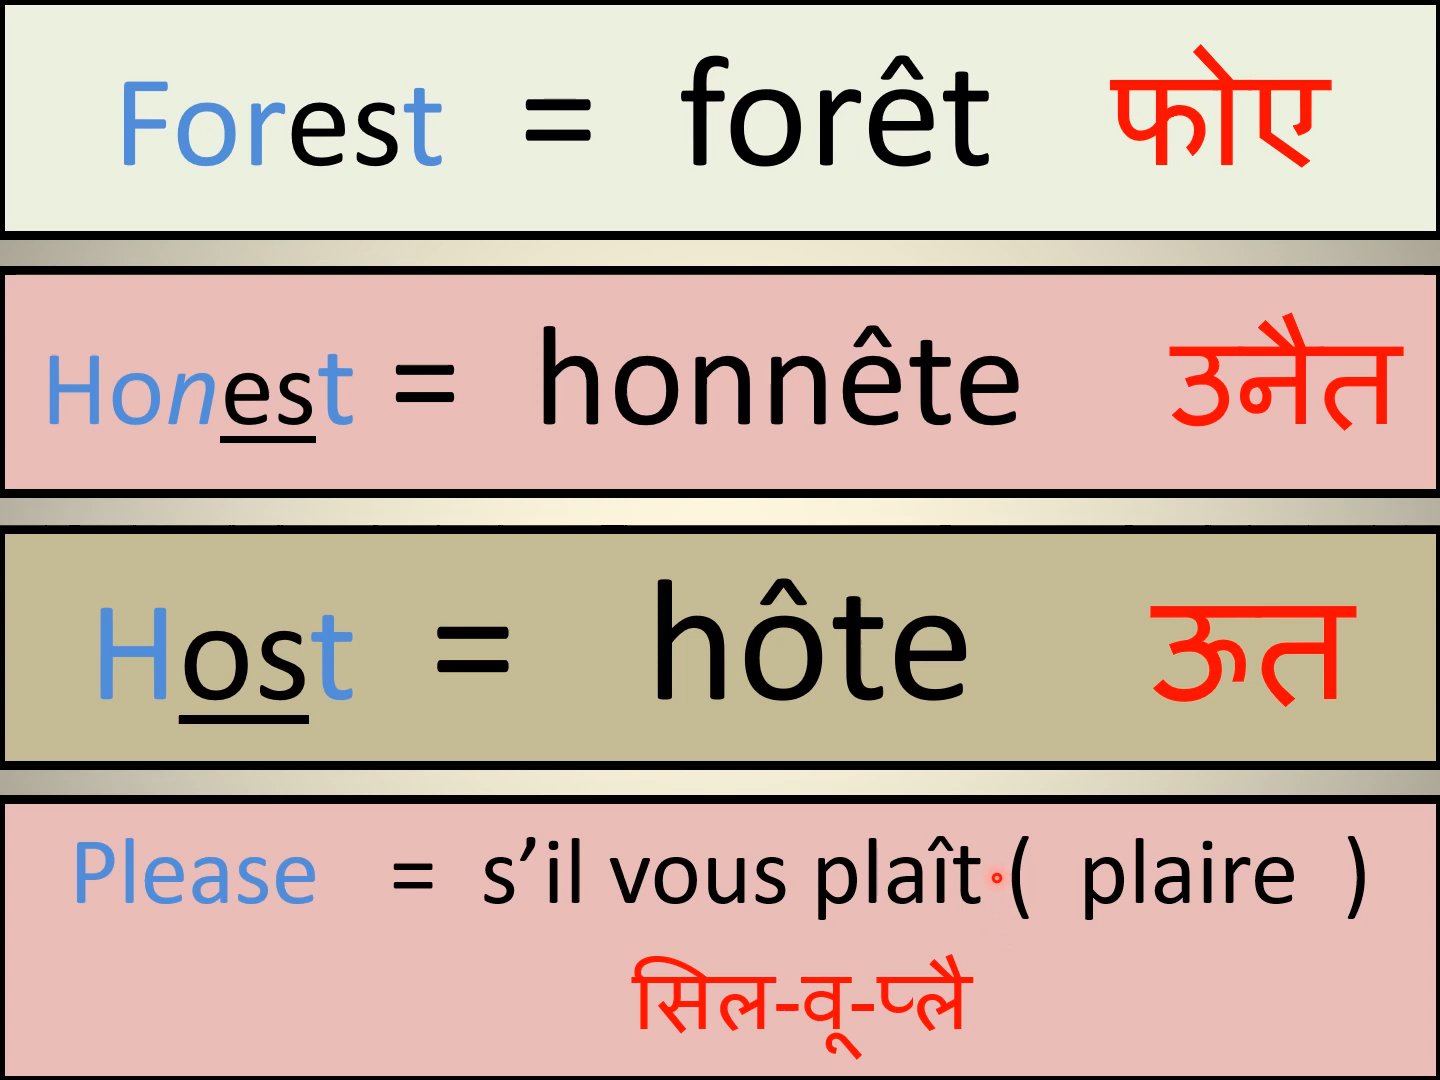 Forest = forêt फोए
Honest = honnête उनैत
Host = hôte ऊत
Please = s’il vous plaît ( plaire )
सिल-वू-प्लै